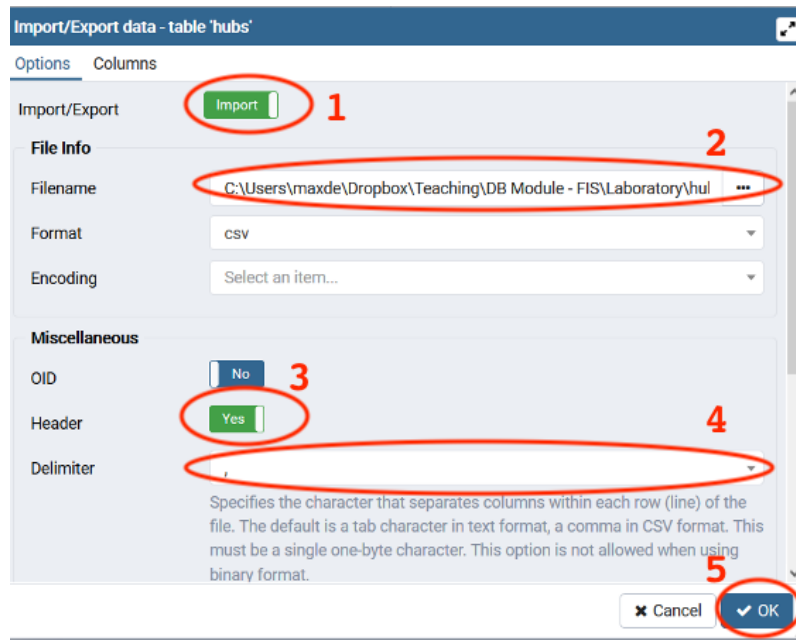 Import/Export data - table 'hubs'
Options Columns
Import/Export Import 1
File Info 2
Filename C:\Users\maxde\Dropbox\Teaching\DB Module - FIS\Laboratory\hul ...
Format csv
Encoding Select an item...
Miscellaneous
OID No 3
Header Yes 4
Delimiter ,
Specifies the character that separates columns within each row (line) of the
file. The default is a tab character in text format, a comma in CSV format. This
must be a single one-byte character. This option is not allowed when using
binary format. 5
Cancel OK